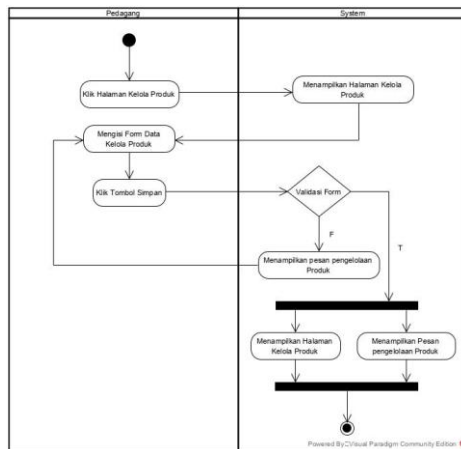 Pedagang
System
Klik Halaman Kelola Produk
Menampilkan Halaman Kelola
Produk
Mengisi Form Data
Kelola Produk
Klik Tombol Simpan
Validasi Form
F
T
Menampilkan pesan pengelolaan
Produk
Menampilkan Halaman
Kelola Produk
Menampilkan Pesan
pengelolaan Produk
Powered By Visual Paradigm Community Edition